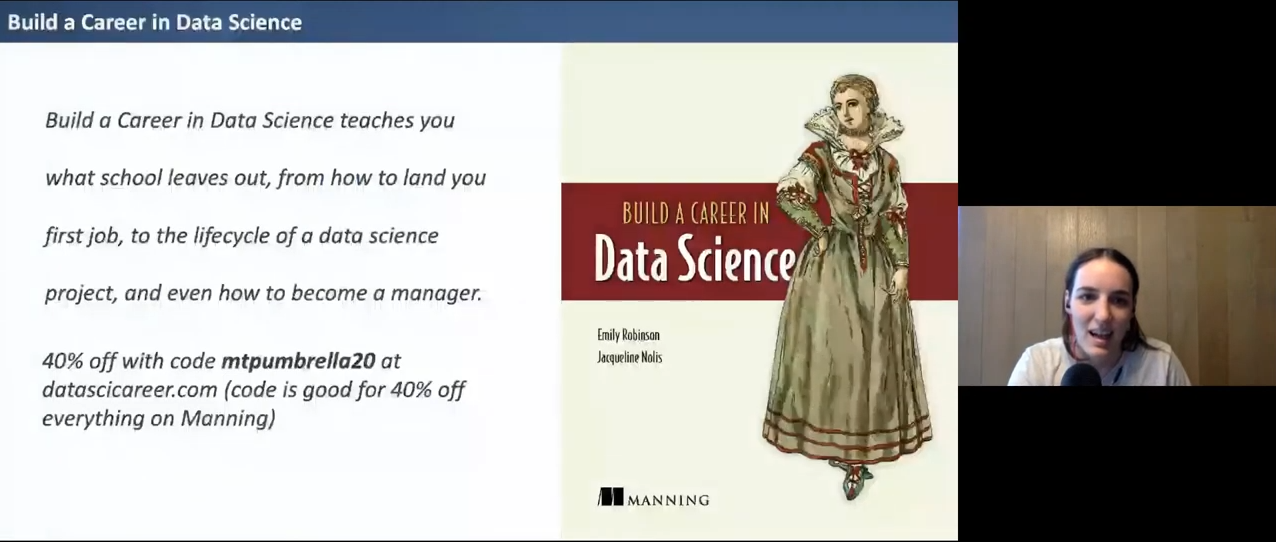 Build a Career in Data Science
Build a Career in Data Science teaches you
what school leaves out, from how to land you
first job, to the lifecycle of a data science
project, and even how to become a manager.
40% off with code mtpumbrella20 at
datascicareer.com (code is good for 40% off
everything on Manning)
BUILD A CAREER IN
Data Science
Emily Robinson
Jacqueline Nolis
MANNING